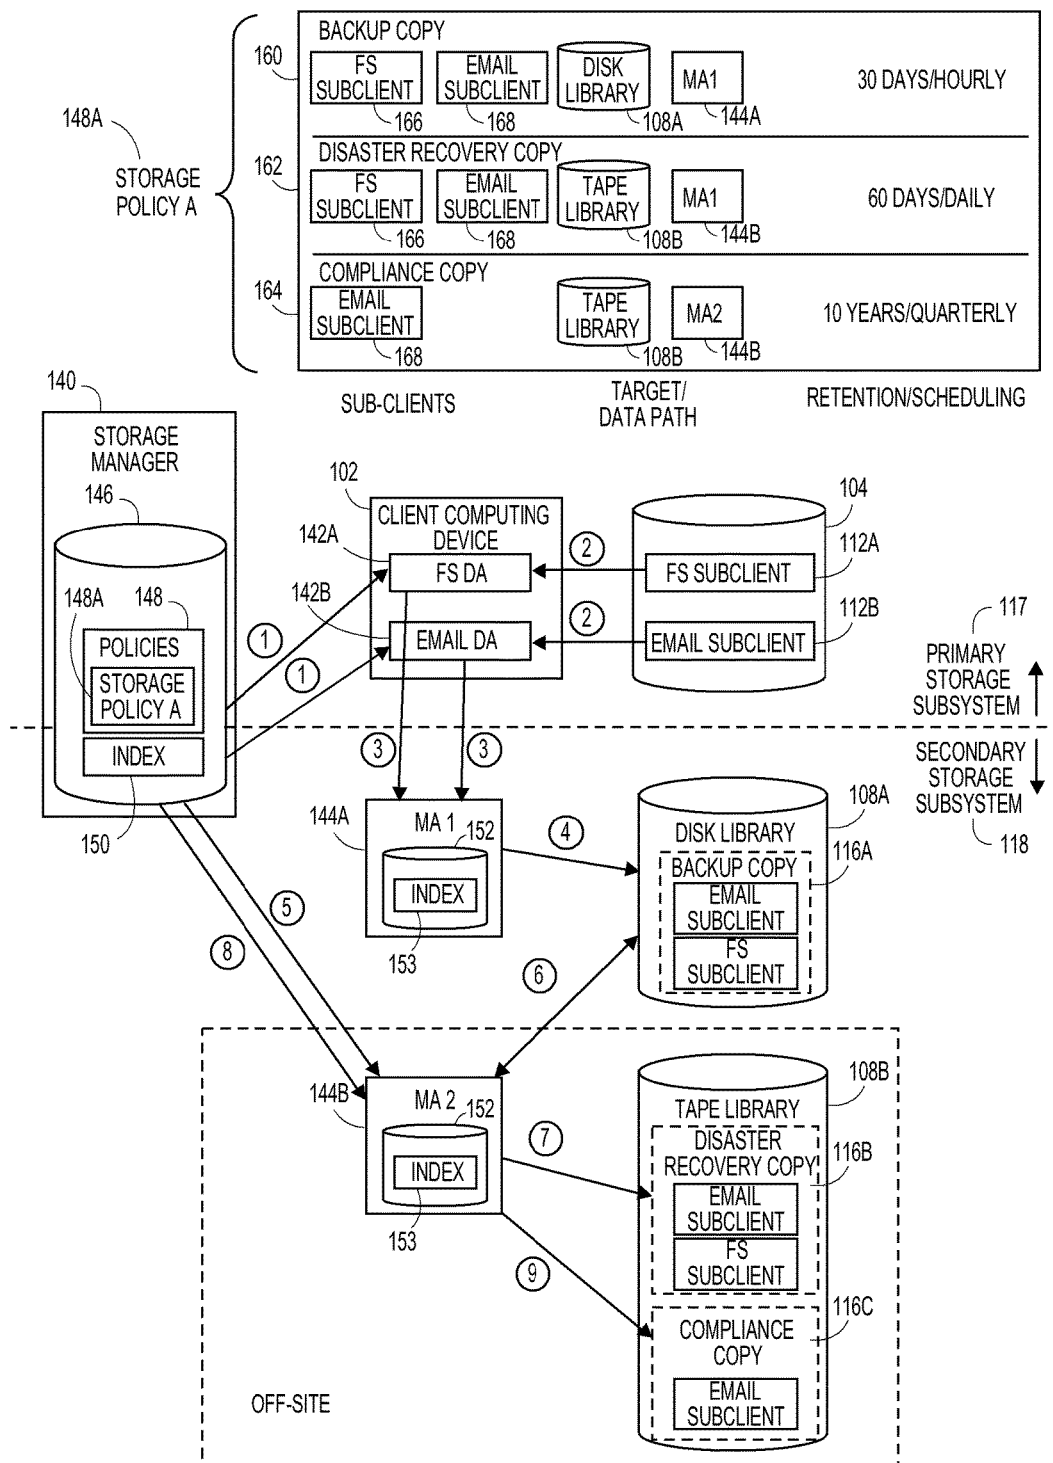 BACKUP COPY
160
FS
SUBCLIENT
166
EMAIL
SUBCLIENT
168
DISK
LIBRARY
108A
MA1
144A
30 DAYS/HOURLY
148A
STORAGE
POLICY A
DISASTER RECOVERY COPY
162
FS
SUBCLIENT
166
EMAIL
SUBCLIENT
168
TAPE
LIBRARY
108B
MA1
144B
60 DAYS/DAILY
COMPLIANCE COPY
164
EMAIL
SUBCLIENT
168
TAPE
LIBRARY
108B
MA2
144B
10 YEARS/QUARTERLY
SUB-CLIENTS
TARGET/
DATA PATH
RETENTION/SCHEDULING
140
STORAGE
MANAGER
146
148A
148
POLICIES
STORAGE
POLICY A
INDEX
150
1
1
102
CLIENT COMPUTING
DEVICE
142A
FS DA
142B
EMAIL DA
2
2
104
112A
FS SUBCLIENT
112B
EMAIL SUBCLIENT
117
PRIMARY
STORAGE
SUBSYSTEM
SECONDARY
STORAGE
SUBSYSTEM
118
3
3
144A
MA 1
152
INDEX
153
4
108A
DISK LIBRARY
116A
BACKUP COPY
EMAIL
SUBCLIENT
FS
SUBCLIENT
5
8
6
144B
MA 2
152
INDEX
153
7
9
108B
TAPE LIBRARY
DISASTER
RECOVERY COPY
116B
EMAIL
SUBCLIENT
FS
SUBCLIENT
116C
COMPLIANCE
COPY
EMAIL
SUBCLIENT
OFF-SITE